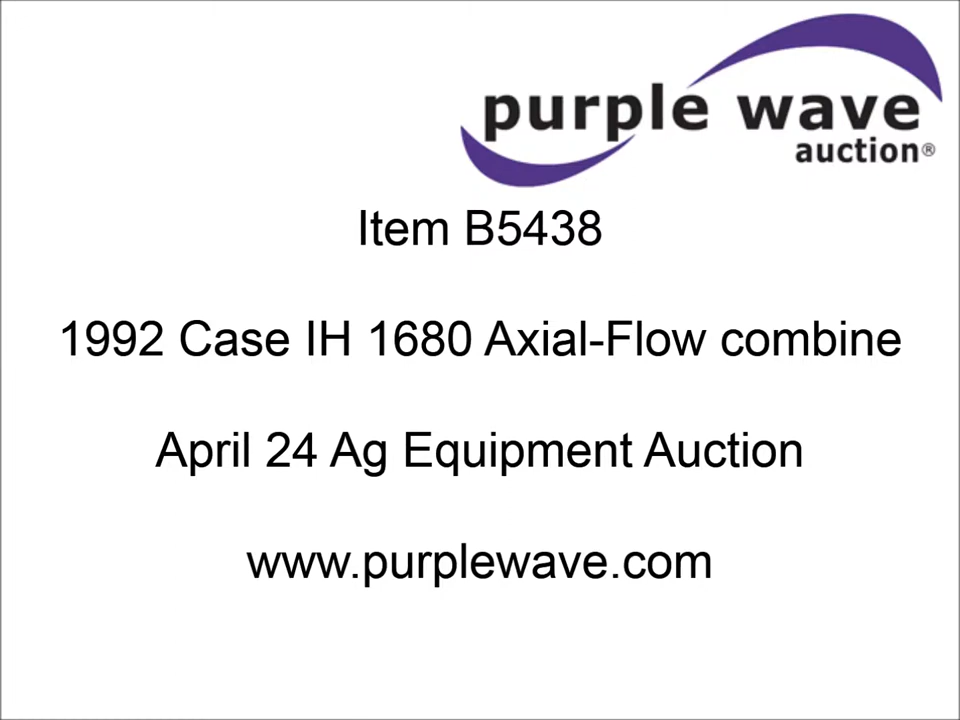 purple wave
auction®
Item B5438
1992 Case IH 1680 Axial-Flow combine
April 24 Ag Equipment Auction
www.purplewave.com